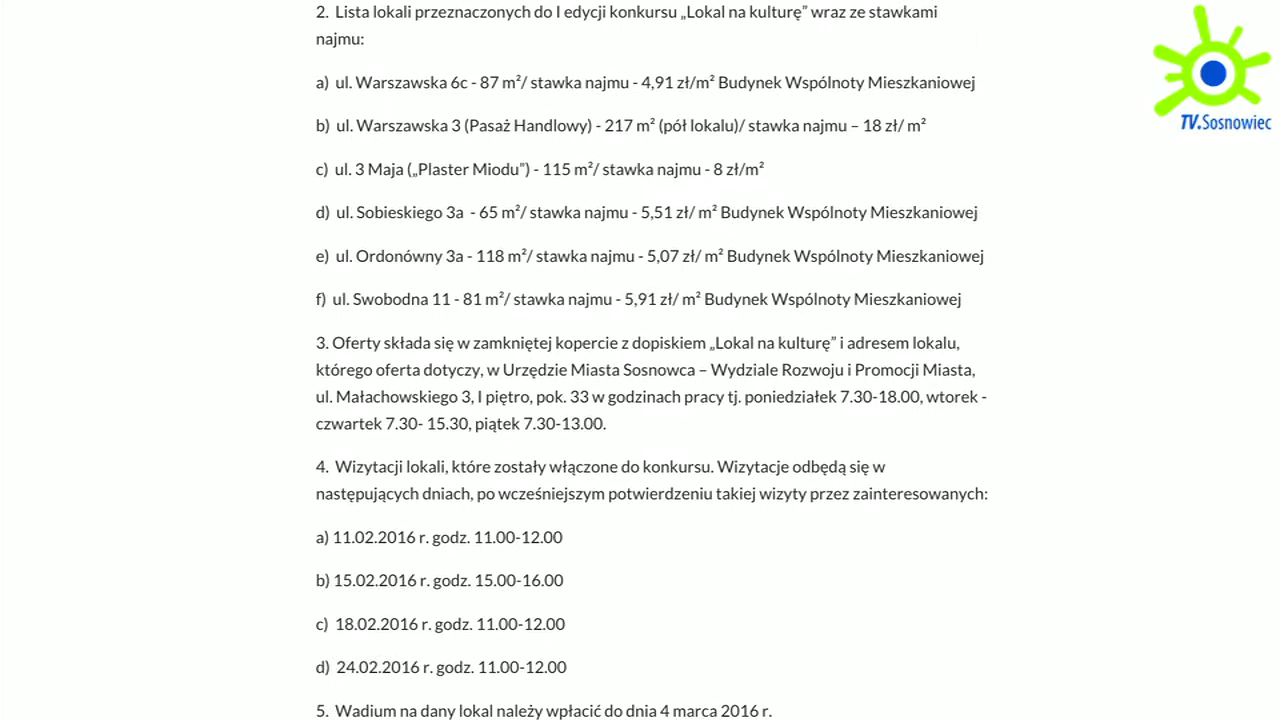 2. Lista lokali przeznaczonych do I edycji konkursu „Lokal na kulturę” wraz ze stawkami
najmu:
a) ul. Warszawska 6c - 87 m²/ stawka najmu - 4,91 zł/m² Budynek Wspólnoty Mieszkaniowej
b) ul. Warszawska 3 (Pasaż Handlowy) - 217 m² (pół lokalu)/ stawka najmu – 18 zł/ m²
c) ul. 3 Maja („Plaster Miodu”) - 115 m²/ stawka najmu - 8 zł/m²
d) ul. Sobieskiego 3a - 65 m²/ stawka najmu - 5,51 zł/ m² Budynek Wspólnoty Mieszkaniowej
e) ul. Ordonówny 3a - 118 m²/ stawka najmu - 5,07 zł/ m² Budynek Wspólnoty Mieszkaniowej
f) ul. Swobodna 11 - 81 m²/ stawka najmu - 5,91 zł/ m² Budynek Wspólnoty Mieszkaniowej
3. Oferty składa się w zamkniętej kopercie z dopiskiem „Lokal na kulturę” i adresem lokalu,
którego oferta dotyczy, w Urzędzie Miasta Sosnowca – Wydziale Rozwoju i Promocji Miasta,
ul. Małachowskiego 3, I piętro, pok. 33 w godzinach pracy tj. poniedziałek 7.30-18.00, wtorek -
czwartek 7.30- 15.30, piątek 7.30-13.00.
4. Wizytacji lokali, które zostały włączone do konkursu. Wizytacje odbędą się w
następujących dniach, po wcześniejszym potwierdzeniu takiej wizyty przez zainteresowanych:
a) 11.02.2016 r. godz. 11.00-12.00
b) 15.02.2016 r. godz. 15.00-16.00
c) 18.02.2016 r. godz. 11.00-12.00
d) 24.02.2016 r. godz. 11.00-12.00
5. Wadium na dany lokal należy wpłacić do dnia 4 marca 2016 r.
TV.Sosnowiec